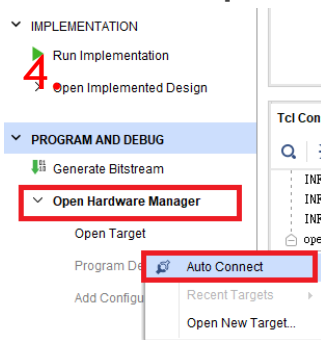 IMPLEMENTATION
Run Implementation
4.
Open Implemented Design
Tcl Con
PROGRAM AND DEBUG
Generate Bitstream
INF
Open Hardware Manager
INF
INF
Open Target
ope
Program De
Auto Connect
Add Configu
Recent Targets
Open New Target...